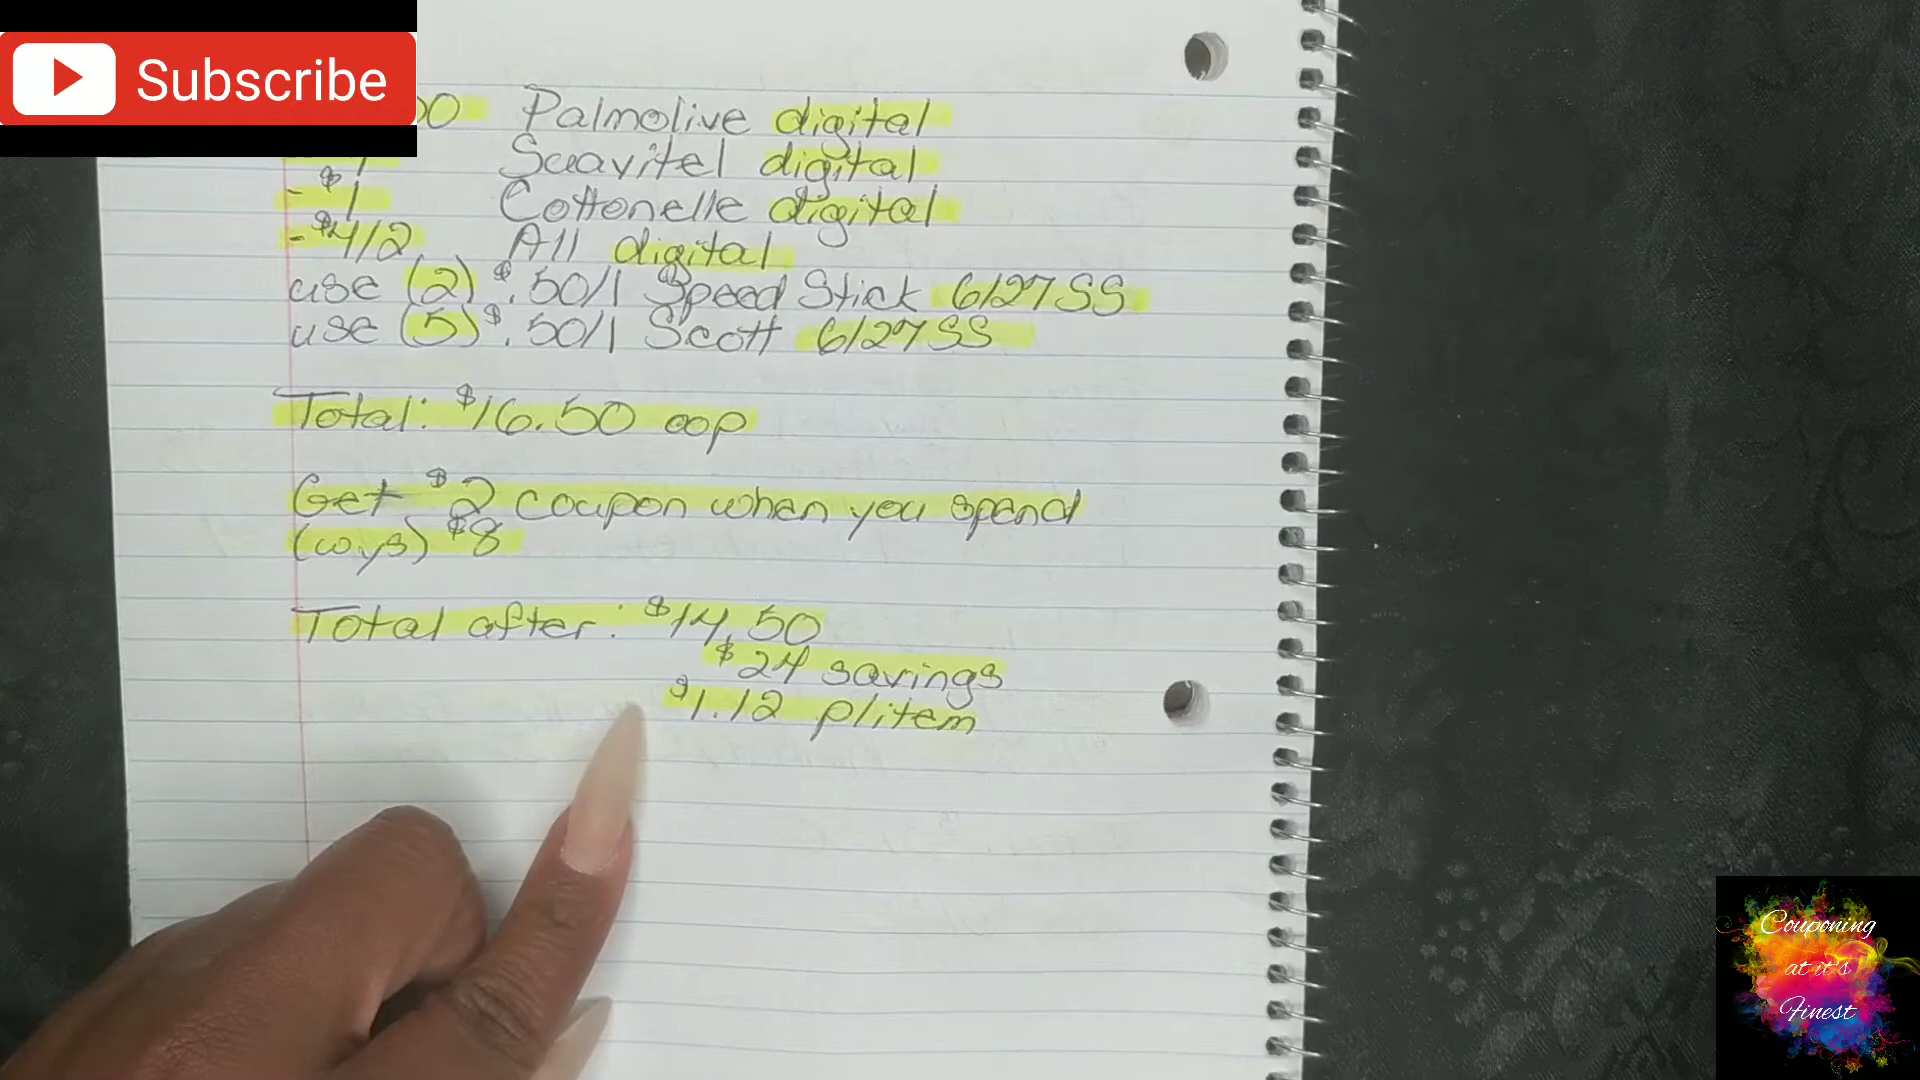 Subscribe
00 Palmolive digital
1 Suavitel digital
- $1 Cottonelle digital
- $4/2 All digital
use (2) $.50/1 Speed Stick 6/27 SS
use (5) $.50/1 Scott 6/27 SS
Total: $16.50 oop
Get $2 coupon when you spend
(wys) $8
Total after: $14.50
$24 savings
$1.12 p/item
Couponing
at it's
Finest